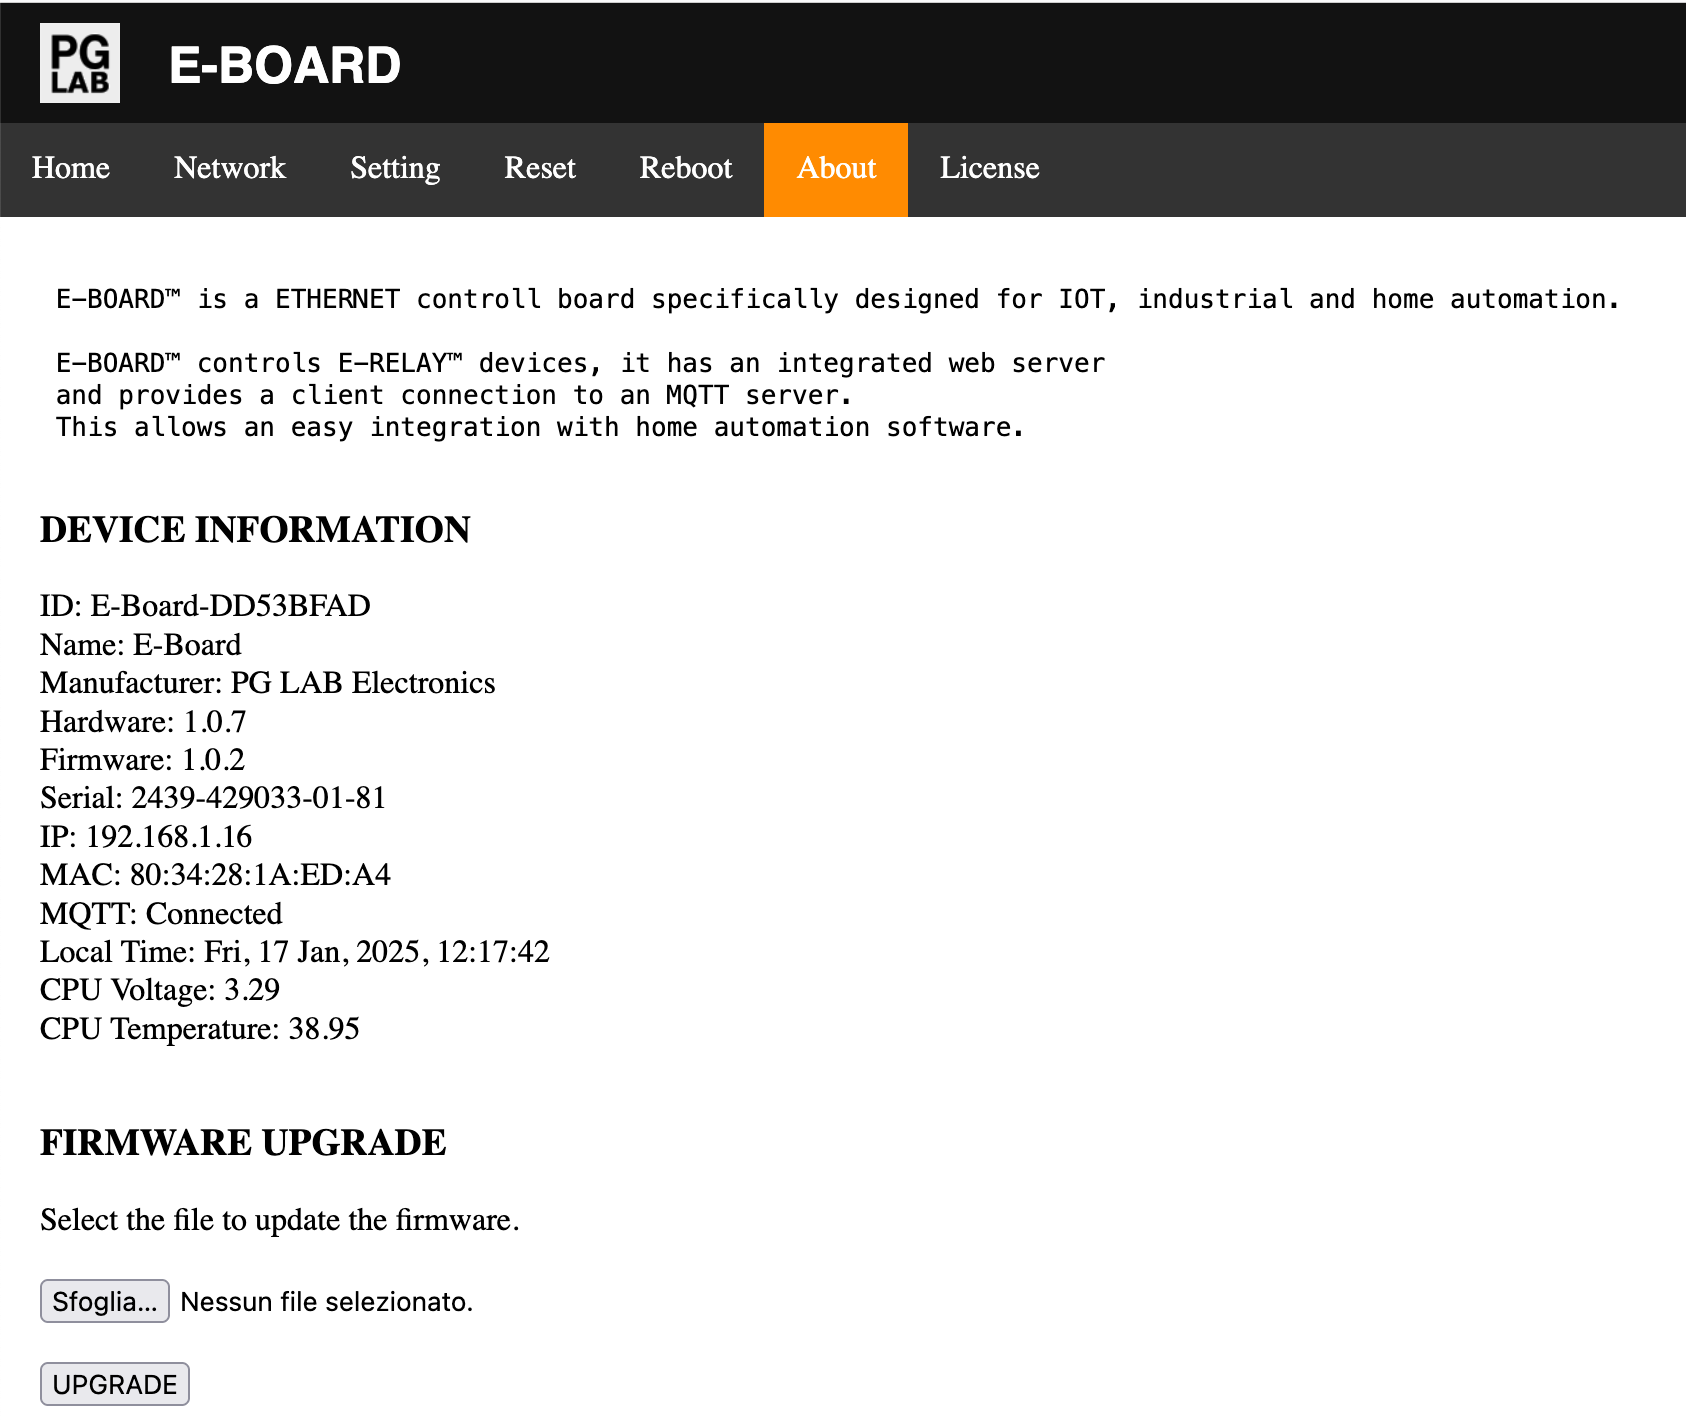 PG
LAB
E-BOARD
Home Network Setting Reset Reboot About License
E-BOARD™ is a ETHERNET controll board specifically designed for IOT, industrial and home automation.
E-BOARD™ controls E-RELAY™ devices, it has an integrated web server
and provides a client connection to an MQTT server.
This allows an easy integration with home automation software.
DEVICE INFORMATION
ID: E-Board-DD53BFAD
Name: E-Board
Manufacturer: PG LAB Electronics
Hardware: 1.0.7
Firmware: 1.0.2
Serial: 2439-429033-01-81
IP: 192.168.1.16
MAC: 80:34:28:1A:ED:A4
MQTT: Connected
Local Time: Fri, 17 Jan, 2025, 12:17:42
CPU Voltage: 3.29
CPU Temperature: 38.95
FIRMWARE UPGRADE
Select the file to update the firmware.
Sfoglia... Nessun file selezionato.
UPGRADE